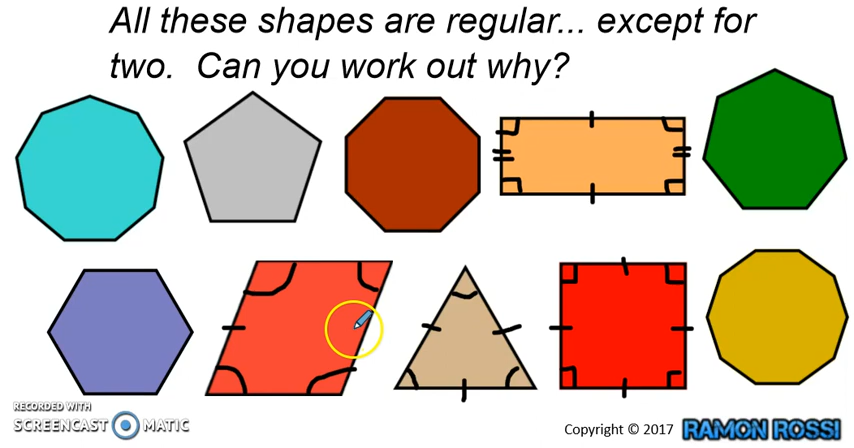 All these shapes are regular... except for
two. Can you work out why?
RECORDED WITH
SCREENCAST MATIC
Copyright © 2017 RAMON ROSSI